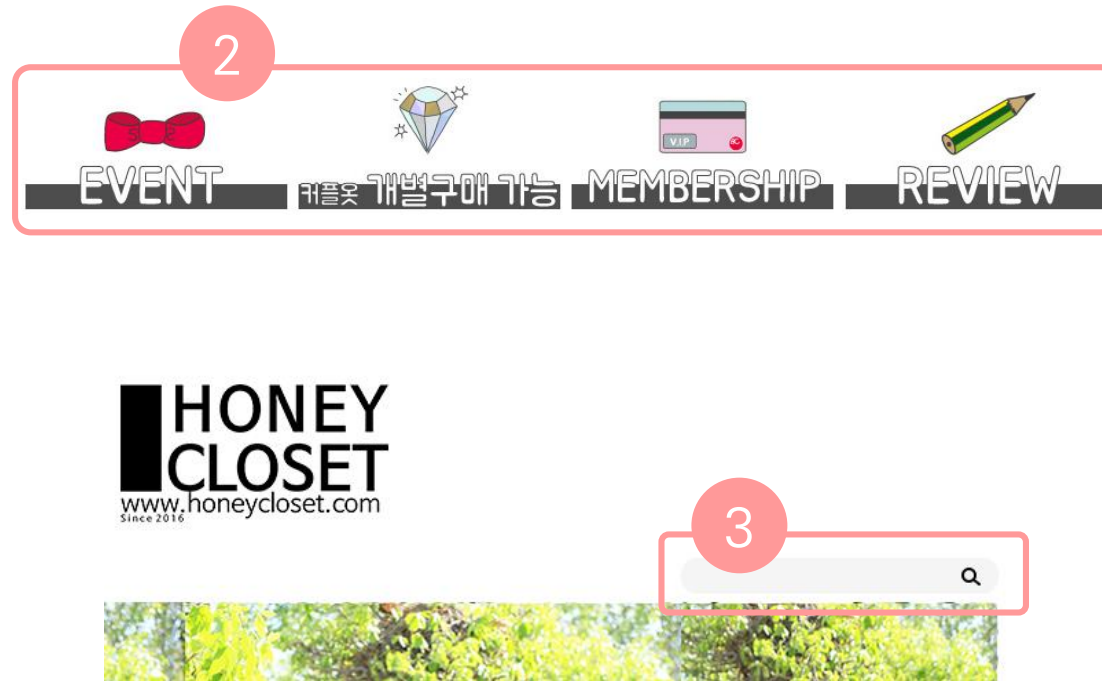 2
V.I.P BC
EVENT 커플옷 개별구매 가능 MEMBERSHIP REVIEW
HONEY
CLOSET
www.honeycloset.com
Since 2016
3